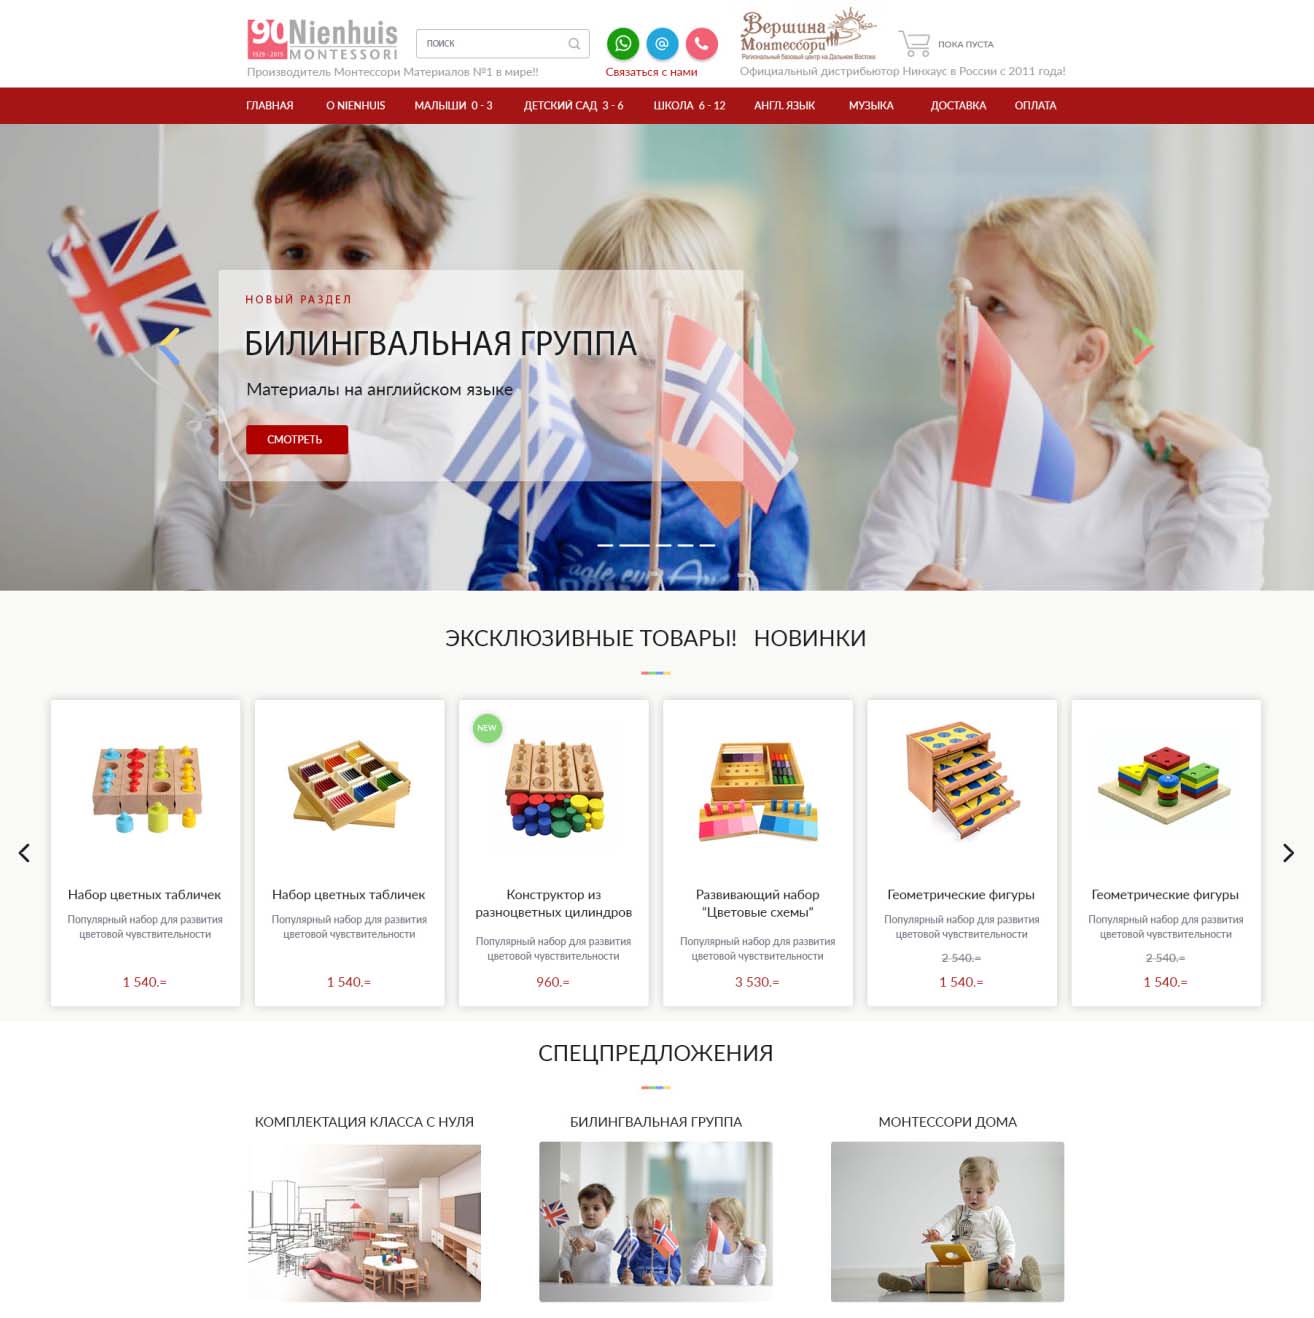 90 Nienhuis
1929 - 2019 MONTESSORI
Производитель Монтессори Материалов №1 в мире!!
ПОИСК
Связаться с нами
Вершина
Монтессори
Региональный базовый центр на Дальнем Востоке
Официальный дистрибьютор Нинхаус в России с 2011 года!
ПОКА ПУСТА
ГЛАВНАЯ О NIENHUIS МАЛЫШИ 0 - 3 ДЕТСКИЙ САД 3 - 6 ШКОЛА 6 - 12 АНГЛ. ЯЗЫК МУЗЫКА ДОСТАВКА ОПЛАТА
НОВЫЙ РАЗДЕЛ
БИЛИНГВАЛЬНАЯ ГРУППА
Материалы на английском языке
СМОТРЕТЬ
ЭКСКЛЮЗИВНЫЕ ТОВАРЫ! НОВИНКИ
Набор цветных табличек
Популярный набор для развития
цветовой чувствительности
1 540.=
Набор цветных табличек
Популярный набор для развития
цветовой чувствительности
1 540.=
NEW
Конструктор из
разноцветных цилиндров
Популярный набор для развития
цветовой чувствительности
960.=
Развивающий набор
"Цветовые схемы"
Популярный набор для развития
цветовой чувствительности
3 530.=
Геометрические фигуры
Популярный набор для развития
цветовой чувствительности
2 540.=
1 540.=
Геометрические фигуры
Популярный набор для развития
цветовой чувствительности
2 540.=
1 540.=
СПЕЦПРЕДЛОЖЕНИЯ
КОМПЛЕКТАЦИЯ КЛАССА С НУЛЯ
БИЛИНГВАЛЬНАЯ ГРУППА
МОНТЕССОРИ ДОМА